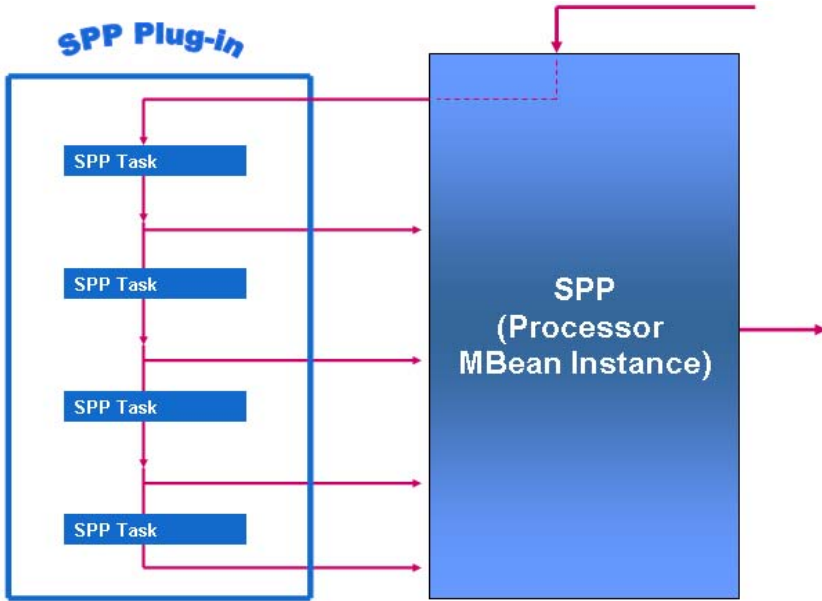 SPP Plug-in
SPP Task
SPP Task
SPP Task
SPP Task
SPP
(Processor
MBean Instance)